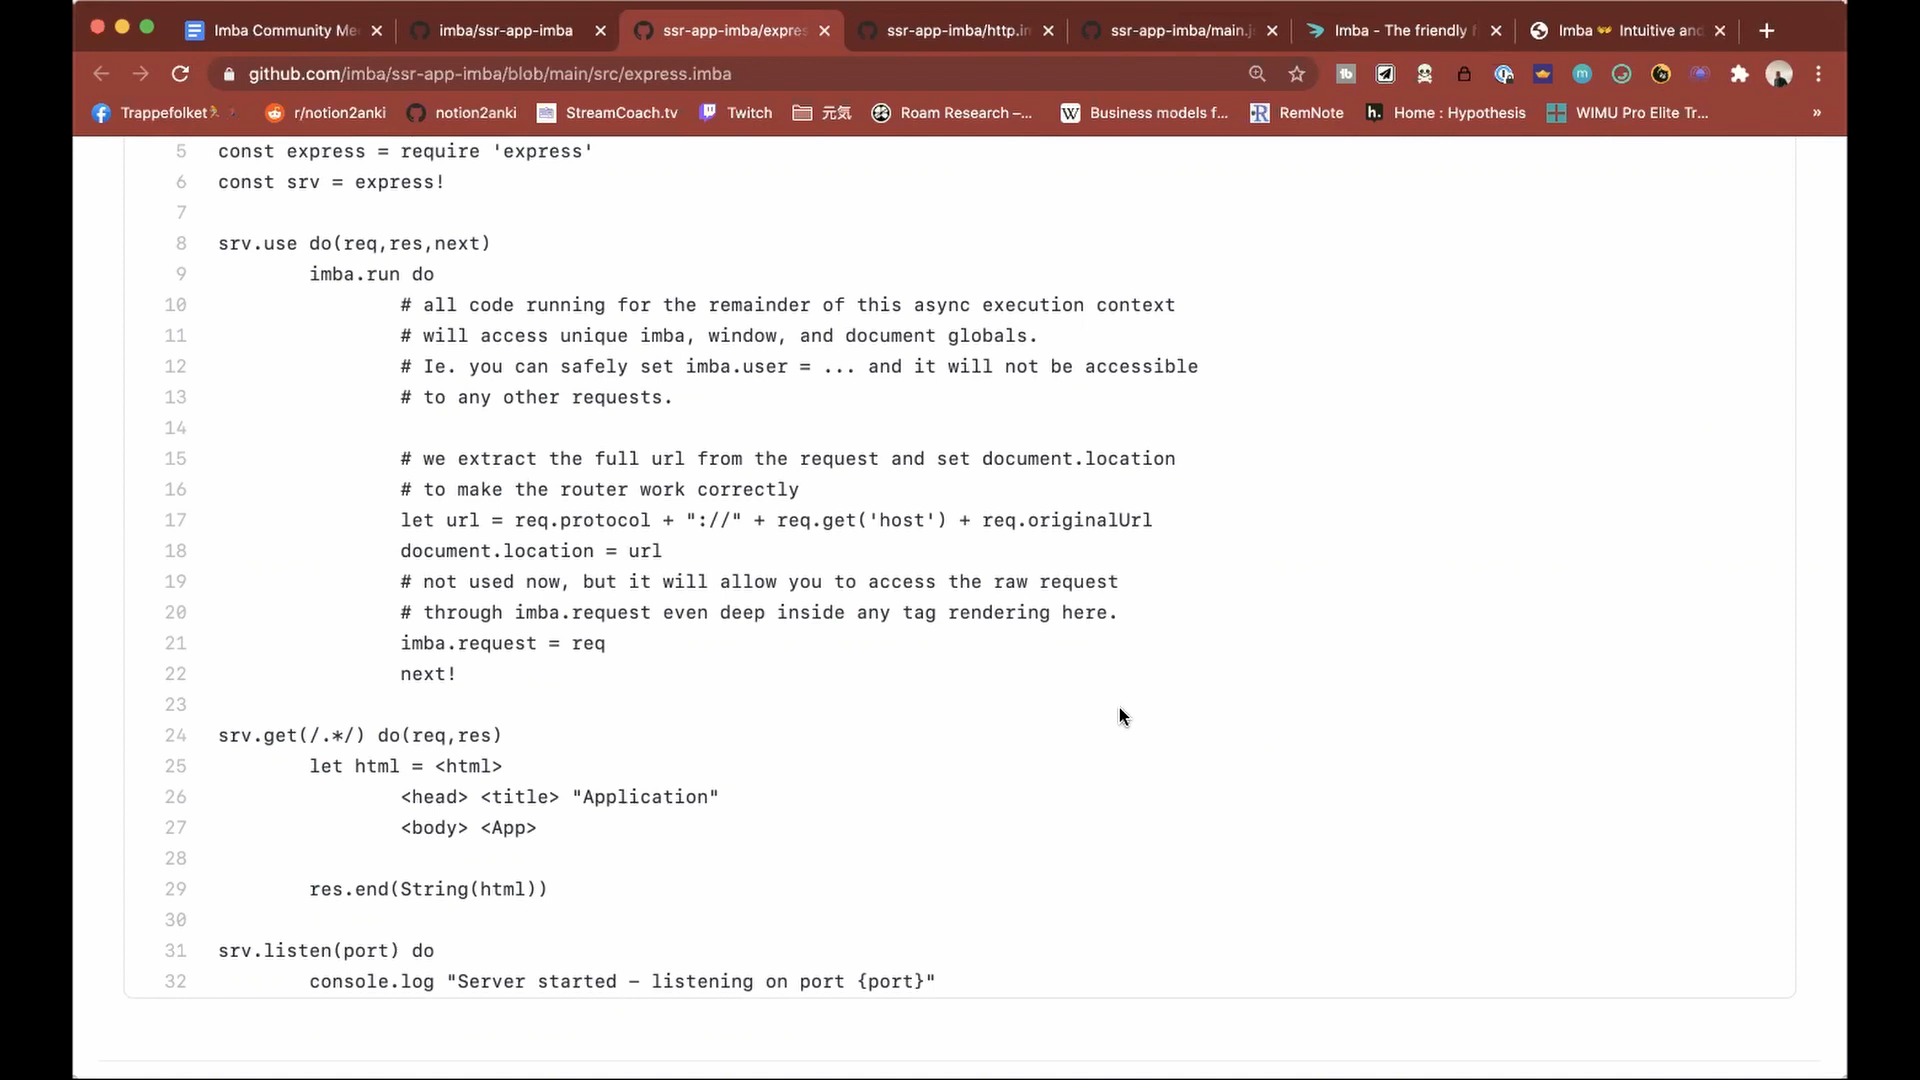 Imba Community Me
imba/ssr-app-imba
ssr-app-imba/expres
ssr-app-imba/http.im
ssr-app-imba/main.j
Imba - The friendly f
Imba 👐 Intuitive and
github.com/imba/ssr-app-imba/blob/main/src/express.imba
Trappefolket
r/notion2anki
notion2anki
StreamCoach.tv
Twitch
元気
Roam Research –...
Business models f...
RemNote
Home : Hypothesis
WIMU Pro Elite Tr...
»
5 const express = require 'express'
6 const srv = express!
7
8 srv.use do(req,res,next)
9 imba.run do
10 # all code running for the remainder of this async execution context
11 # will access unique imba, window, and document globals.
12 # Ie. you can safely set imba.user = ... and it will not be accessible
13 # to any other requests.
14
15 # we extract the full url from the request and set document.location
16 # to make the router work correctly
17 let url = req.protocol + "://" + req.get('host') + req.originalUrl
18 document.location = url
19 # not used now, but it will allow you to access the raw request
20 # through imba.request even deep inside any tag rendering here.
21 imba.request = req
22 next!
23
24 srv.get(/.*/) do(req,res)
25 let html = <html>
26 <head> <title> "Application"
27 <body> <App>
28
29 res.end(String(html))
30
31 srv.listen(port) do
32 console.log "Server started – listening on port {port}"